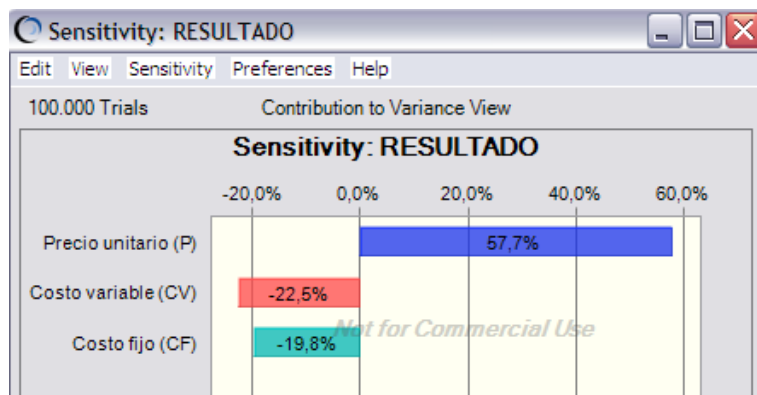 Sensitivity: RESULTADO
Edit View Sensitivity Preferences Help
100.000 Trials Contribution to Variance View
Sensitivity: RESULTADO
-20,0% 0,0% 20,0% 40,0% 60,0%
Precio unitario (P) 57,7%
Costo variable (CV) -22,5%
Not for Commercial Use
Costo fijo (CF) -19,8%